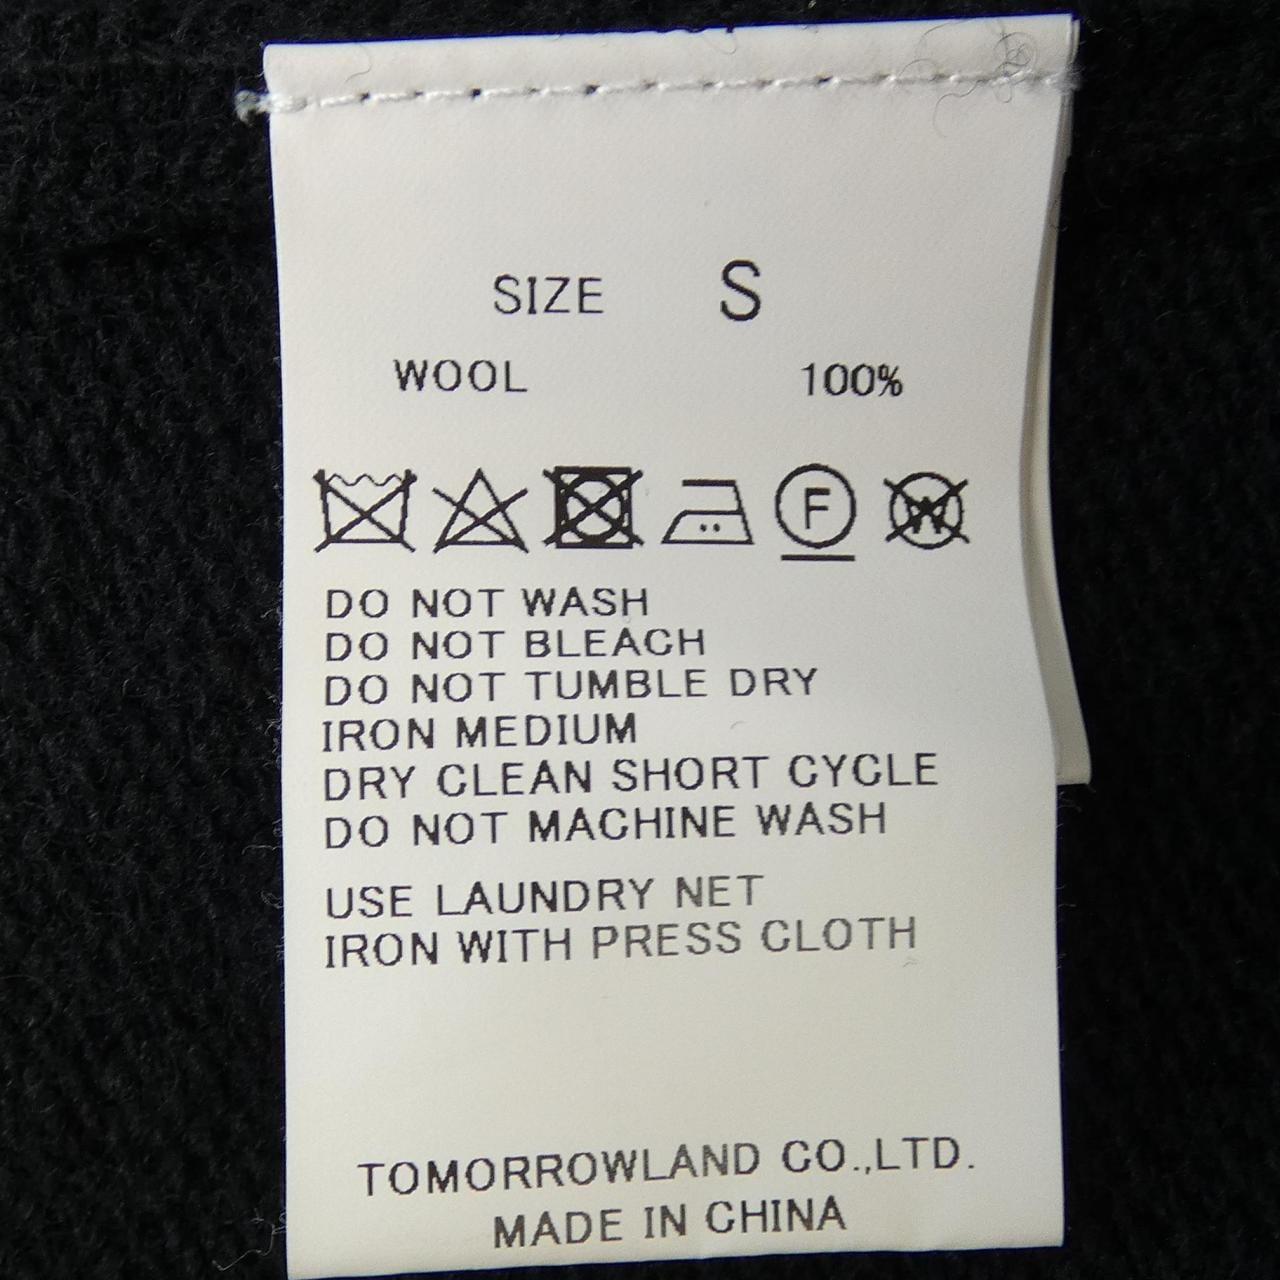 SIZE S
WOOL 100%
F W
DO NOT WASH
DO NOT BLEACH
DO NOT TUMBLE DRY
IRON MEDIUM
DRY CLEAN SHORT CYCLE
DO NOT MACHINE WASH
USE LAUNDRY NET
IRON WITH PRESS CLOTH
TOMORROWLAND CO.,LTD.
MADE IN CHINA